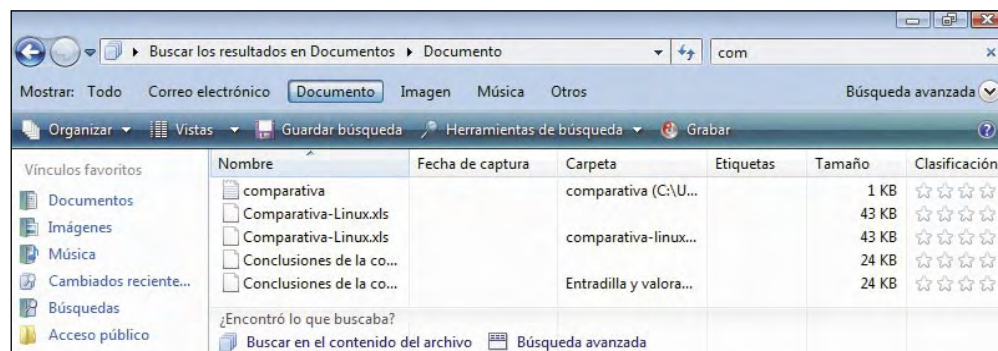 Buscar los resultados en Documentos Documento com
Mostrar: Todo Correo electrónico Documento Imagen Música Otros Búsqueda avanzada
Organizar Vistas Guardar búsqueda Herramientas de búsqueda Grabar
Vínculos favoritos
Documentos
Imágenes
Música
Cambiados reciente...
Búsquedas
Acceso público
Nombre Fecha de captura Carpeta Etiquetas Tamaño Clasificación
comparativa comparativa (C:\U... 1 KB
Comparativa-Linux.xls 43 KB
Comparativa-Linux.xls comparativa-linux... 43 KB
Conclusiones de la co... 24 KB
Conclusiones de la co... Entradilla y valora... 24 KB
¿Encontró lo que buscaba?
Buscar en el contenido del archivo Búsqueda avanzada